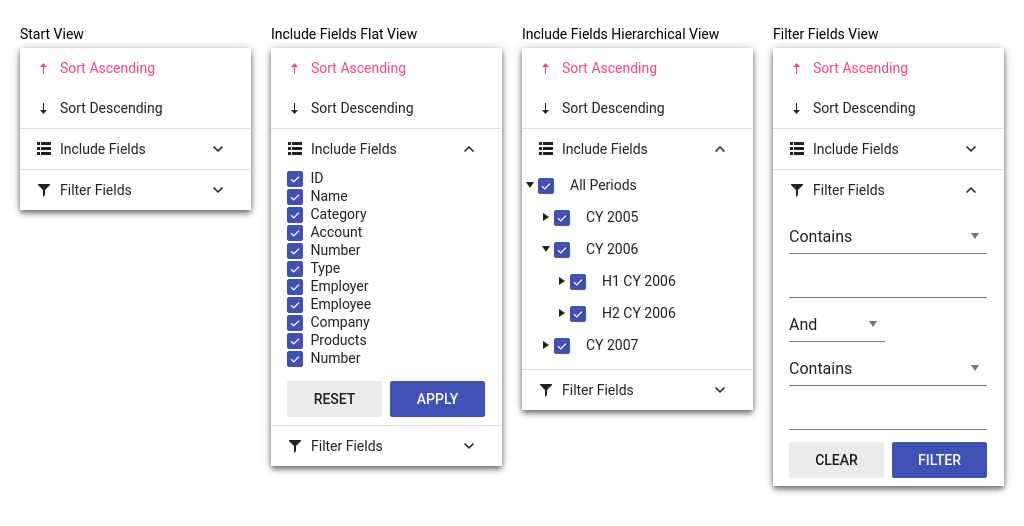 Start View
Sort Ascending
Sort Descending
Include Fields
Filter Fields
Include Fields Flat View
Sort Ascending
Sort Descending
Include Fields
ID
Name
Category
Account
Number
Type
Employer
Employee
Company
Products
Number
RESET APPLY
Filter Fields
Include Fields Hierarchical View
Sort Ascending
Sort Descending
Include Fields
All Periods
CY 2005
CY 2006
H1 CY 2006
H2 CY 2006
CY 2007
Filter Fields
Filter Fields View
Sort Ascending
Sort Descending
Include Fields
Filter Fields
Contains
And
Contains
CLEAR FILTER